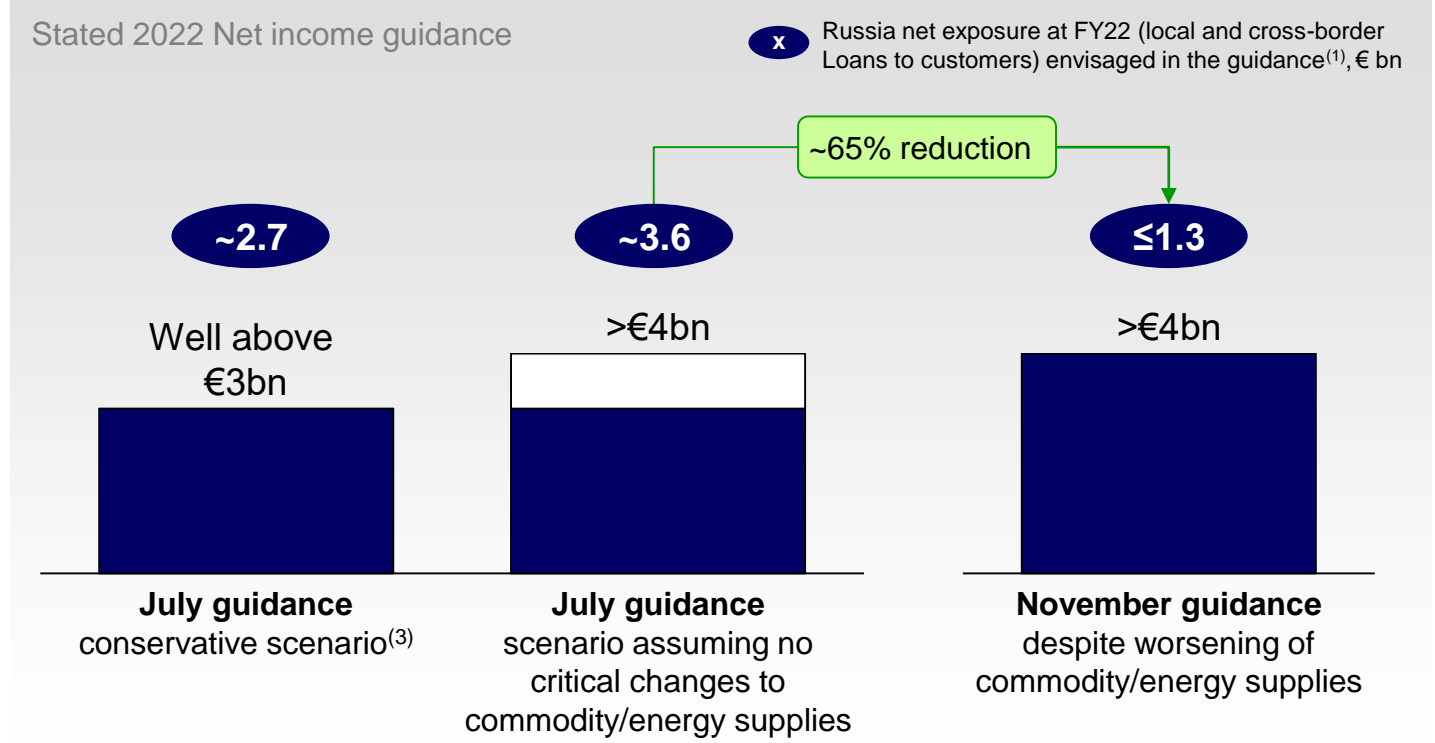 Stated 2022 Net income guidance
x
Russia net exposure at FY22 (local and cross-border
Loans to customers) envisaged in the guidance(1), € bn
~65% reduction
~2.7
~3.6
≤1.3
Well above
€3bn
>€4bn
>€4bn
July guidance
conservative scenario(3)
July guidance
scenario assuming no
critical changes to
commodity/energy supplies
November guidance
despite worsening of
commodity/energy supplies